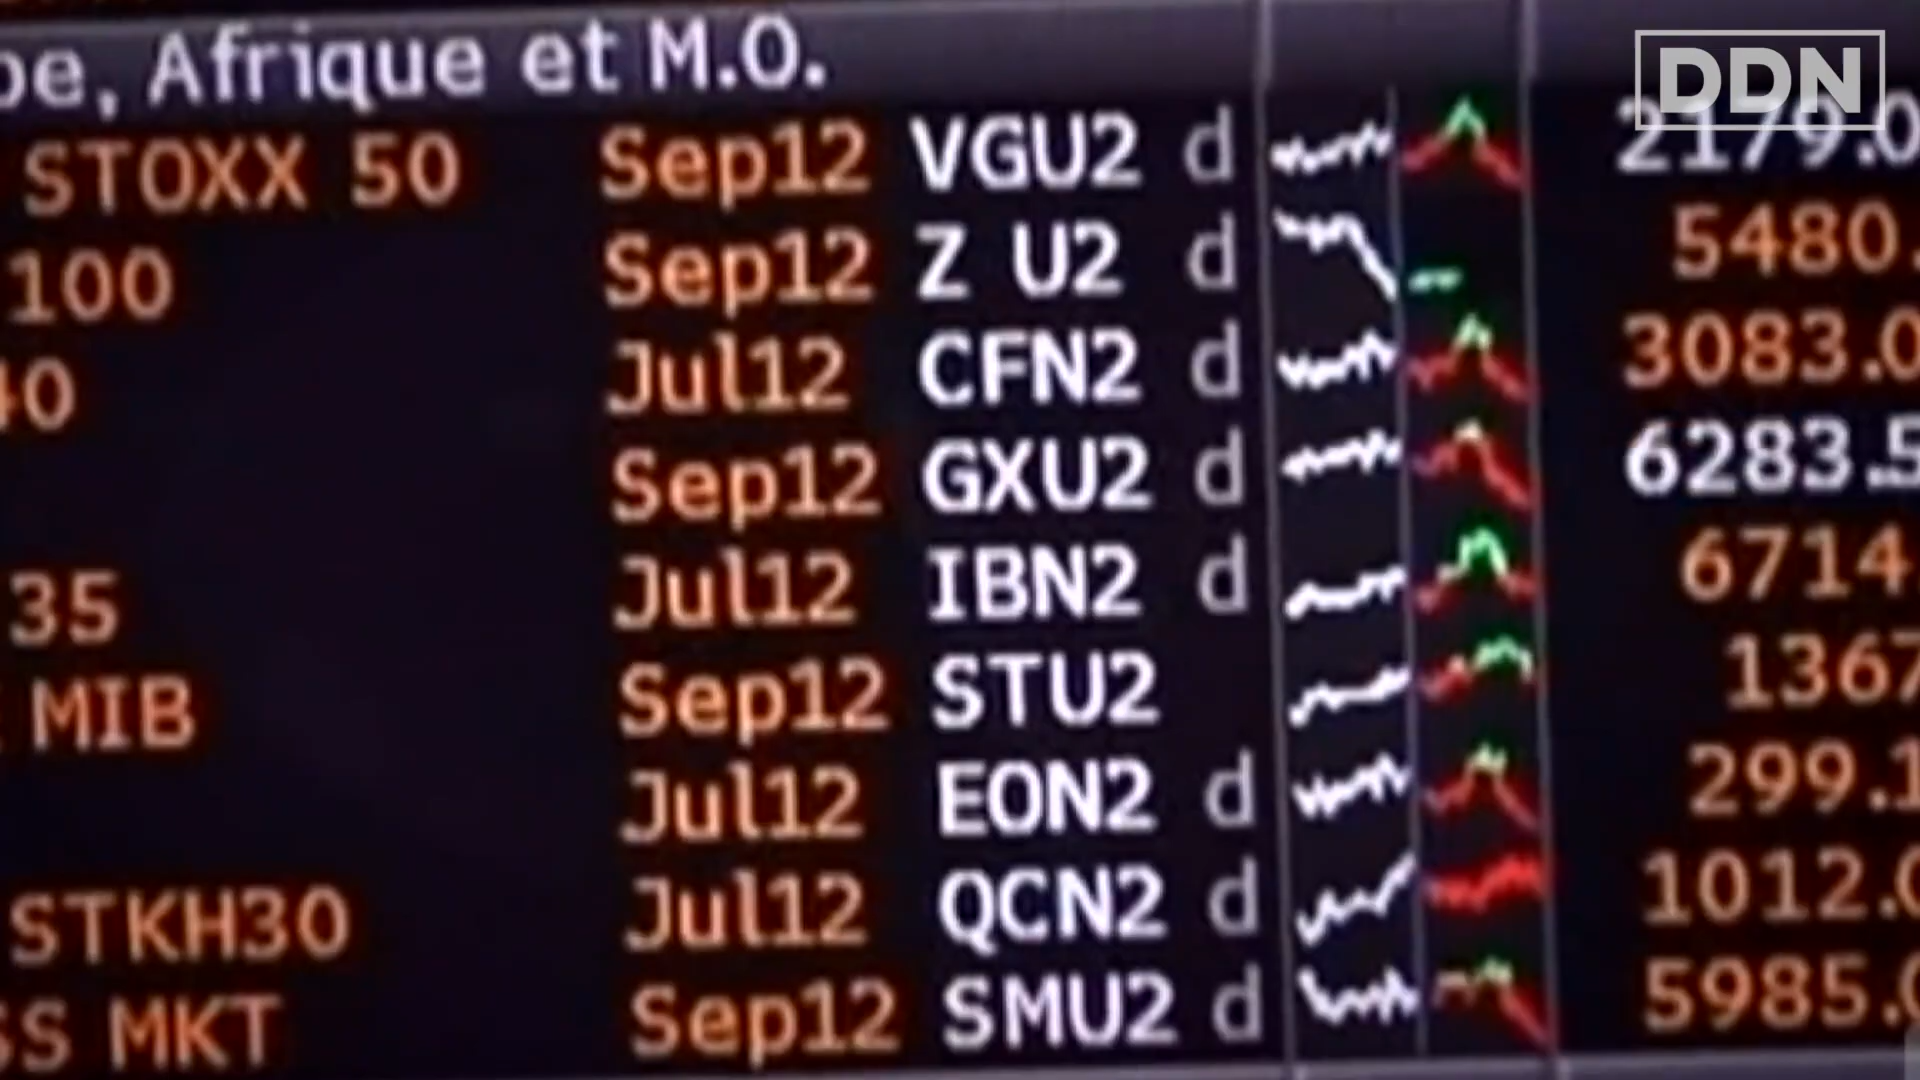 DDN
pe, Afrique et M.O.
STOXX 50 Sep12 VGU2 d 2179.0
100 Sep12 Z U2 d 5480.
40 Jul12 CFN2 d 3083.0
Sep12 GXU2 d 6283.5
35 Jul12 IBN2 d 6714.
MIB Sep12 STU2 1367
Jul12 EON2 d 299.1
STKH30 Jul12 QCN2 d 1012.0
SS MKT Sep12 SMU2 d 5985.0